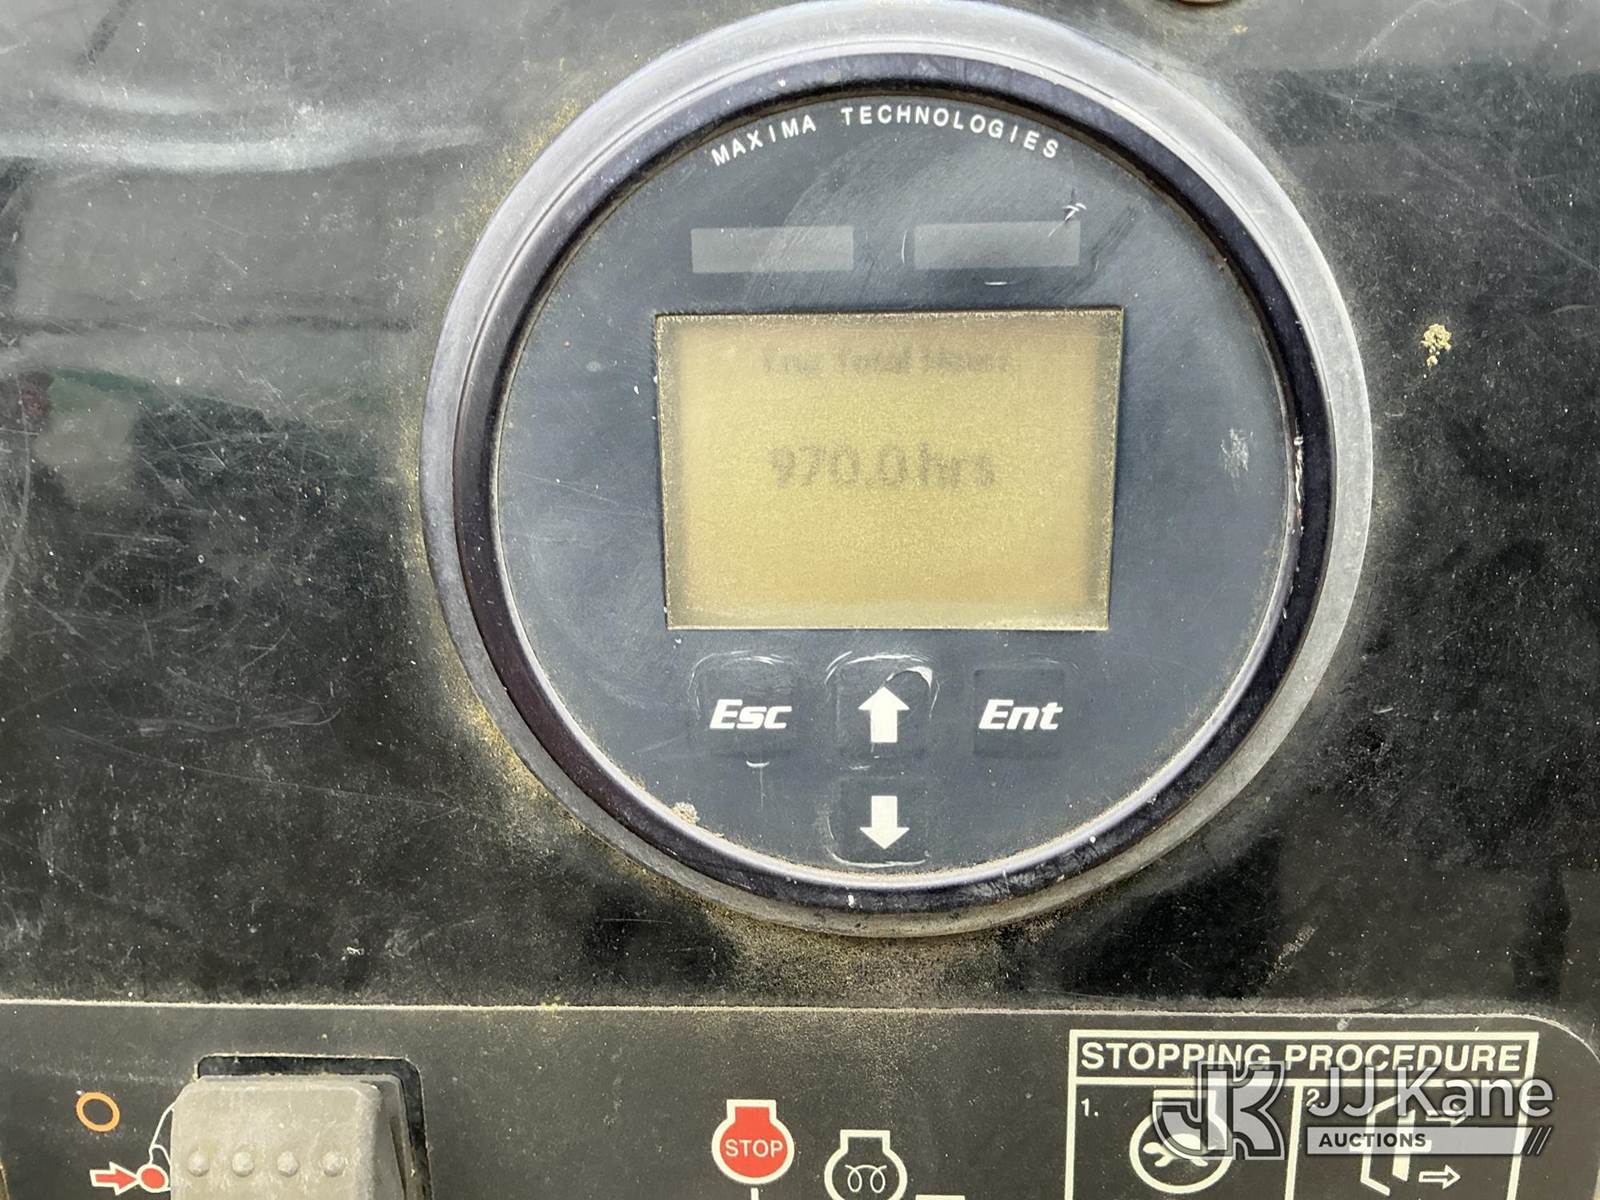 MAXIMA TECHNOLOGIES
Eng Total Hours
970.0 hrs
Esc
Ent
STOPPING PROCEDURE
1.
2.
STOP
JJ Kane
AUCTIONS